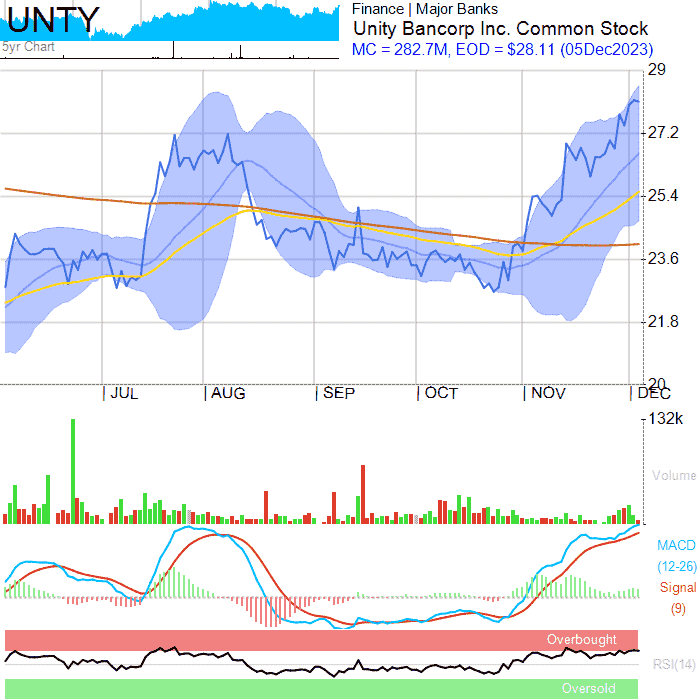 UNTY
5yr Chart
Finance | Major Banks
Unity Bancorp Inc. Common Stock
MC = 282.7M, EOD = $28.11 (05Dec2023)
29
27.2
25.4
23.6
21.8
20
JUL AUG SEP OCT NOV DEC
132k
Volume
MACD
(12-26)
Signal
(9)
Overbought
RSI(14)
Oversold